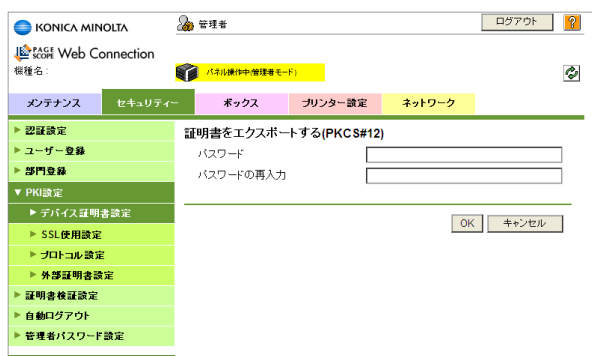 KONICA MINOLTA
管理者
ログアウト
?
PAGE SCOPE Web Connection
機種名:
パネル操作中(管理者モード)
メンテナンス
セキュリティー
ボックス
プリンター設定
ネットワーク
認証設定
ユーザー登録
部門登録
PKI設定
デバイス証明書設定
SSL使用設定
プロトコル設定
外部証明書設定
証明書検証設定
自動ログアウト
管理者パスワード設定
証明書をエクスポートする(PKCS#12)
パスワード
パスワードの再入力
OK
キャンセル